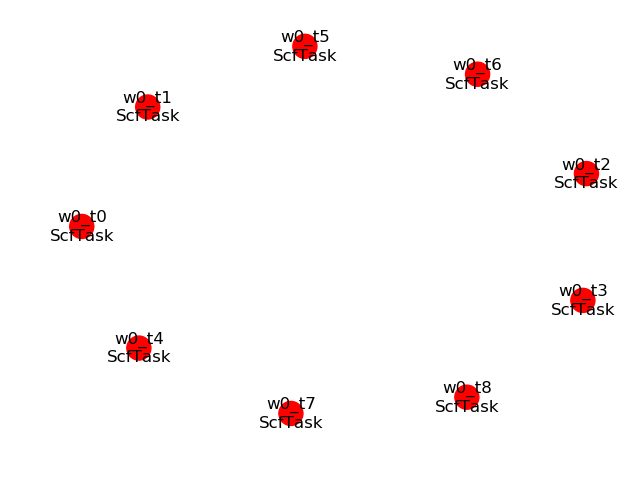 w0_t5
ScfTask
w0_t6
ScfTask
w0_t1
ScfTask
w0_t2
ScfTask
w0_t0
ScfTask
w0_t3
ScfTask
w0_t4
ScfTask
w0_t8
ScfTask
w0_t7
ScfTask